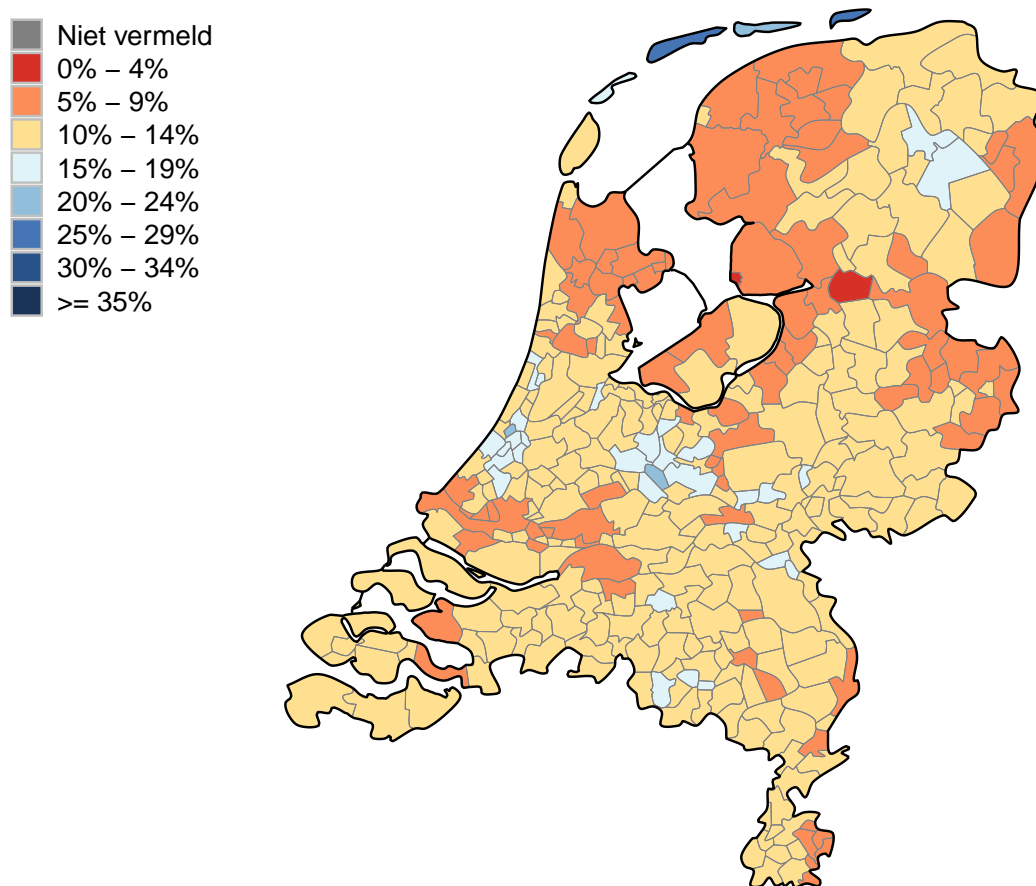 Niet vermeld
0% – 4%
5% – 9%
10% – 14%
15% – 19%
20% – 24%
25% – 29%
30% – 34%
>= 35%